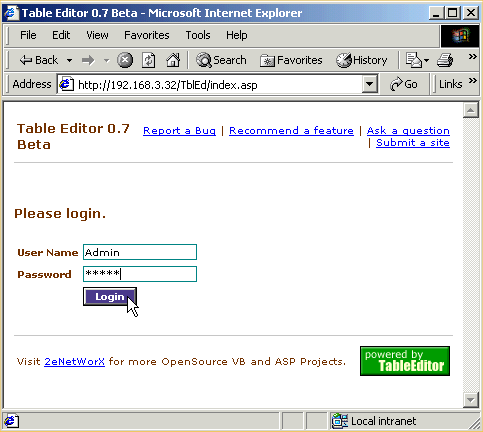 Table Editor 0.7 Beta - Microsoft Internet Explorer
File Edit View Favorites Tools Help
Back Search Favorites History
Address http://192.168.3.32/TblEd/index.asp Go Links
Table Editor 0.7 Beta
Report a Bug | Recommend a feature | Ask a question
| Submit a site
Please login.
User Name Admin
Password *****
Login
Visit 2eNetWorX for more OpenSource VB and ASP Projects.
powered by
TableEditor
Local intranet